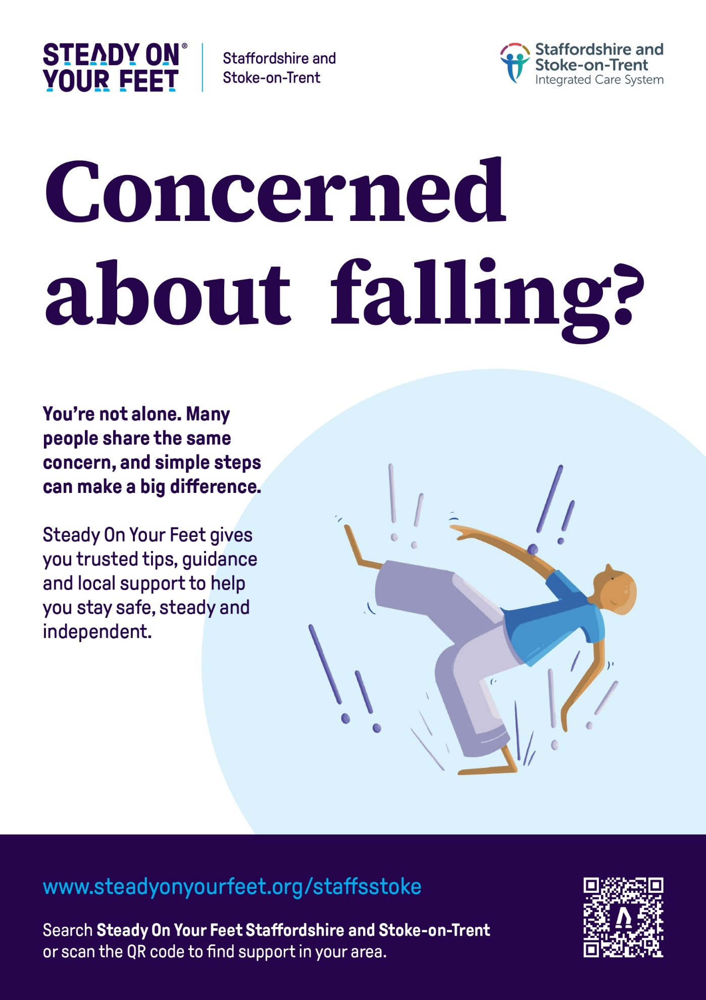 STEADY ON®
YOUR FEET
Staffordshire and
Stoke-on-Trent
Staffordshire and
Stoke-on-Trent
Integrated Care System
Concerned
about falling?
You’re not alone. Many
people share the same
concern, and simple steps
can make a big difference.
Steady On Your Feet gives
you trusted tips, guidance
and local support to help
you stay safe, steady and
independent.
www.steadyonyourfeet.org/staffsstoke
Search Steady On Your Feet Staffordshire and Stoke-on-Trent
or scan the QR code to find support in your area.